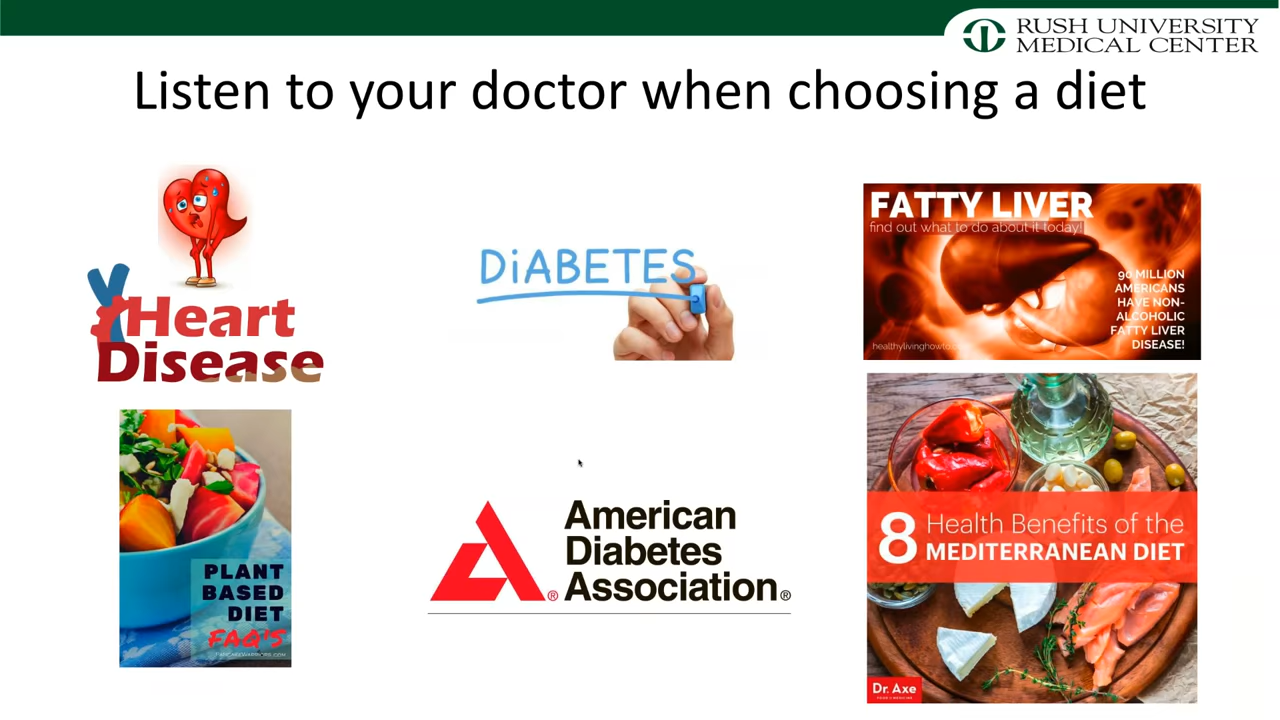 RUSH UNIVERSITY
MEDICAL CENTER
Listen to your doctor when choosing a diet
Heart
Disease
DiABETES
FATTY LIVER
find out what to do about it today!
90 MILLION
AMERICANS
HAVE NON-
ALCOHOLIC
FATTY LIVER
DISEASE!
PLANT
BASED
DIET
FAQ'S
American
Diabetes
® Association®
8 Health Benefits of the
MEDITERRANEAN DIET
Dr. Axe